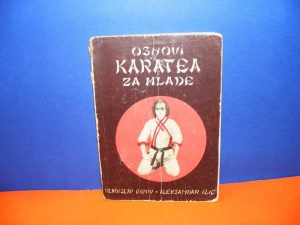 OSNOVI
KARATEA
ZA MLADE
ALEKSANDAR ILIĆ